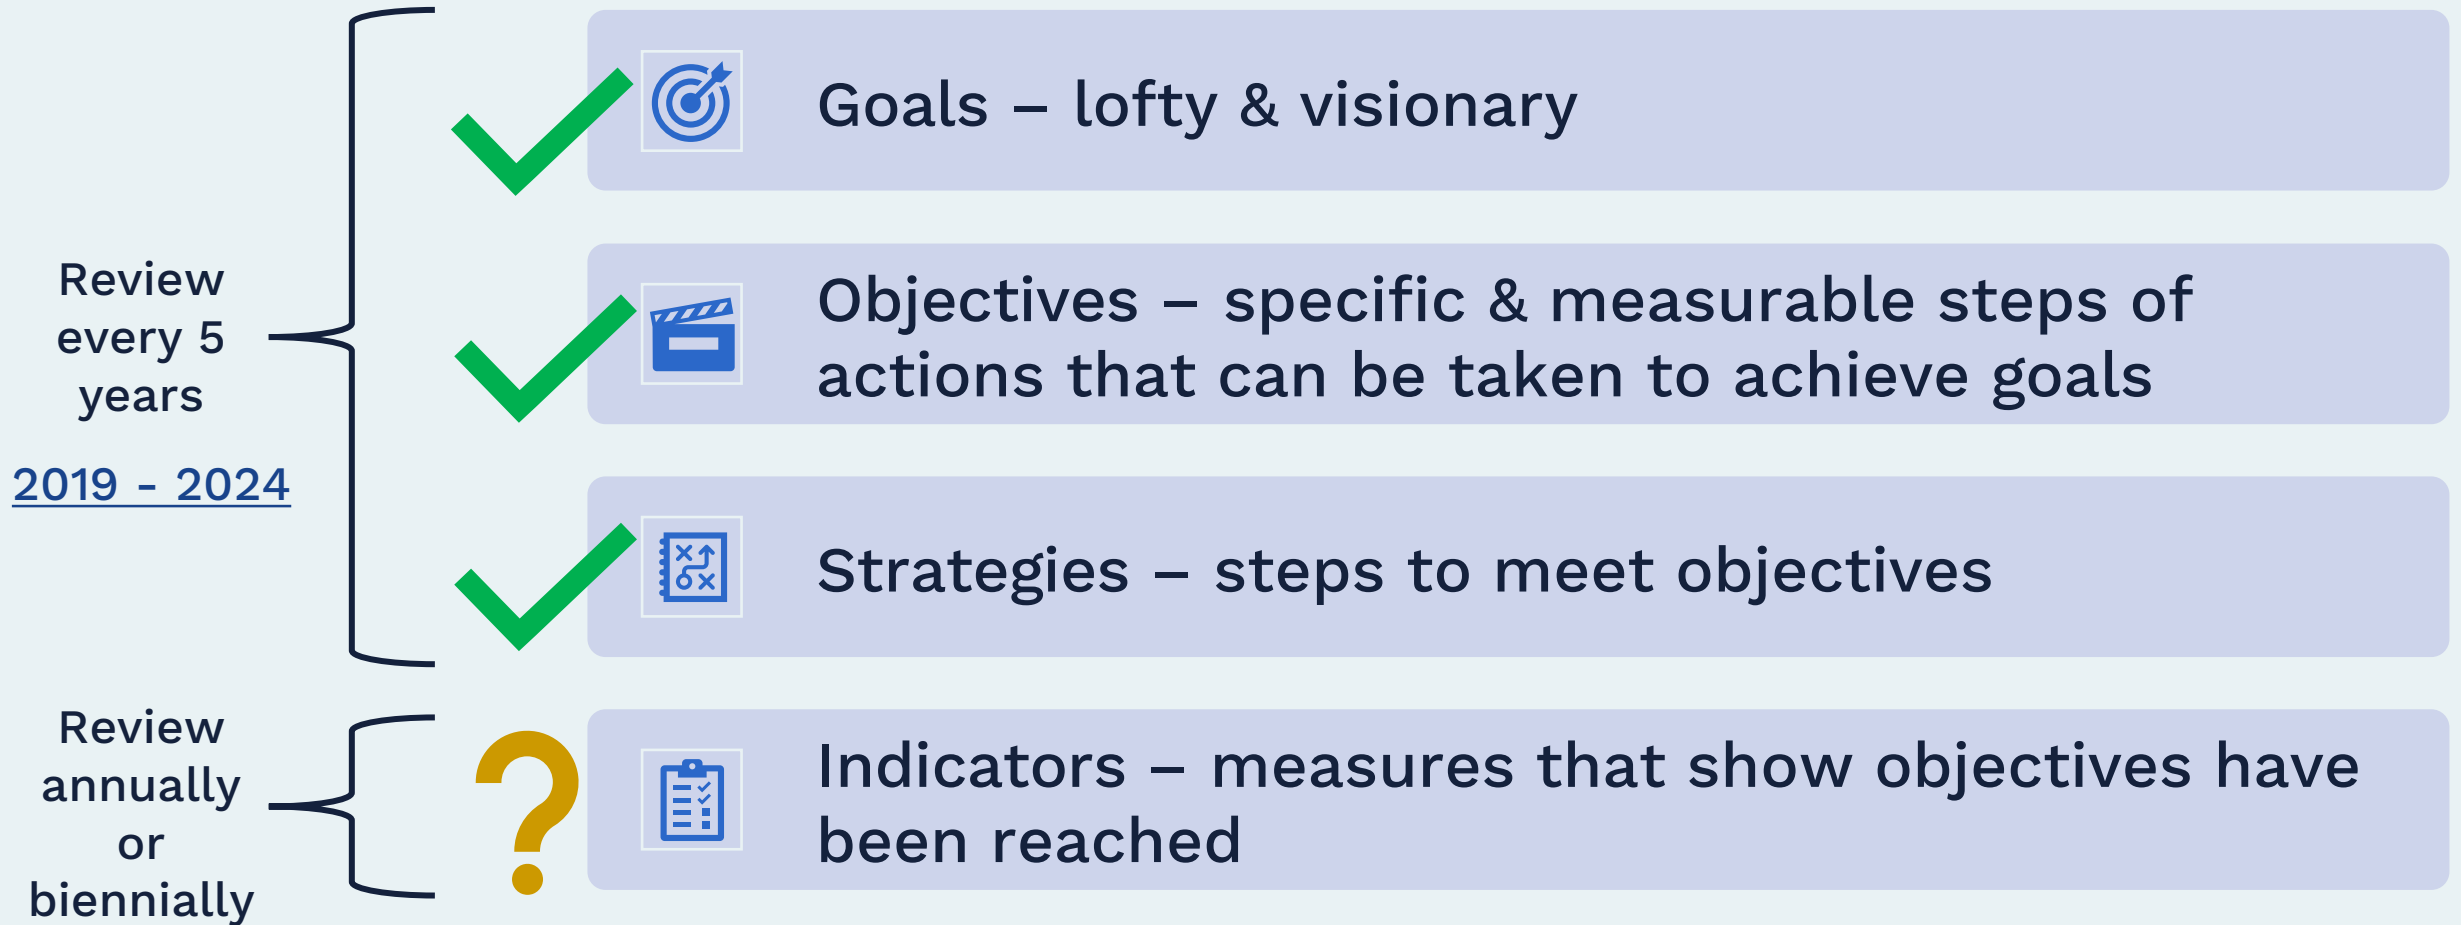 Review
every 5
years
2019 - 2024
Goals – lofty & visionary
Objectives – specific & measurable steps of
actions that can be taken to achieve goals
Strategies – steps to meet objectives
Review
annually
or
biennially
Indicators – measures that show objectives have
been reached